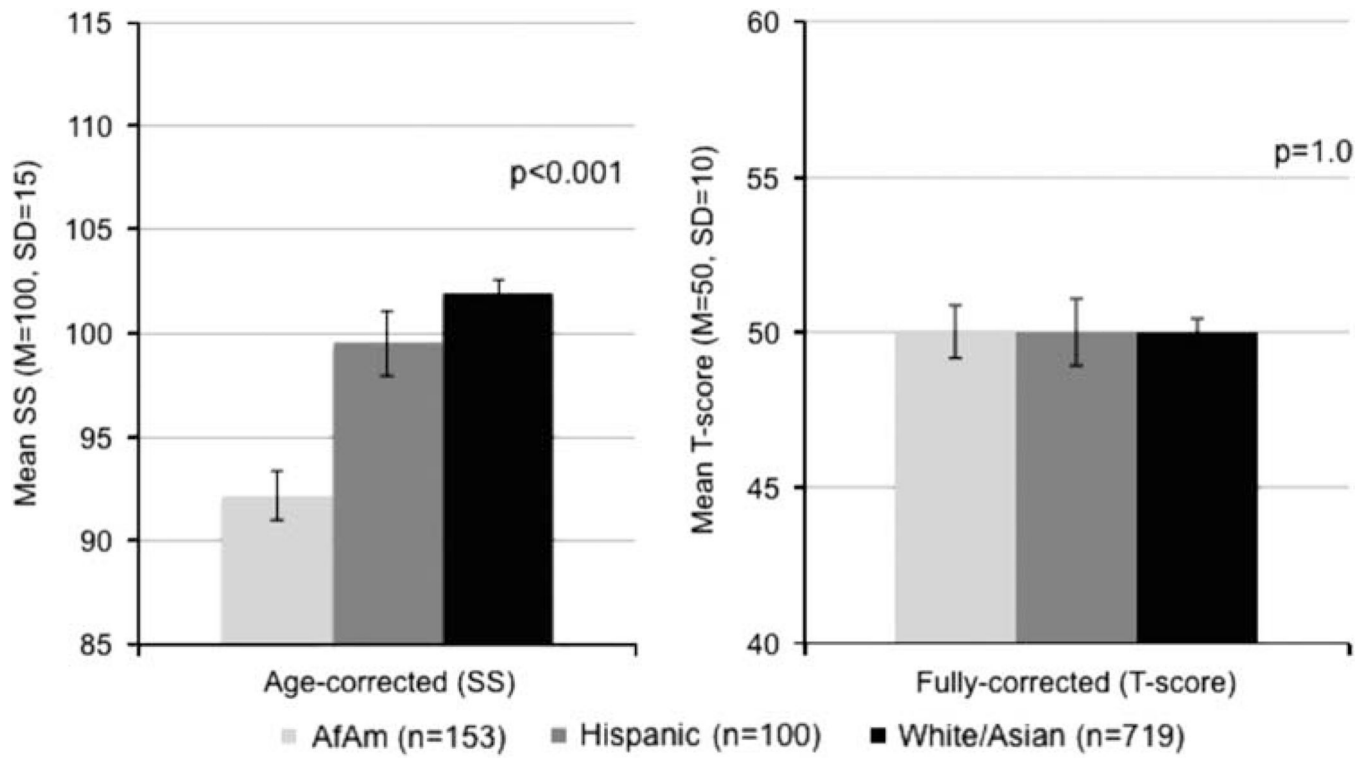 Mean SS (M=100, SD=15)
115
110
105
100
95
90
85
p<0.001
Age-corrected (SS)
Mean T-score (M=50, SD=10)
60
55
50
45
40
p=1.0
Fully-corrected (T-score)
AfAm (n=153) Hispanic (n=100) White/Asian (n=719)